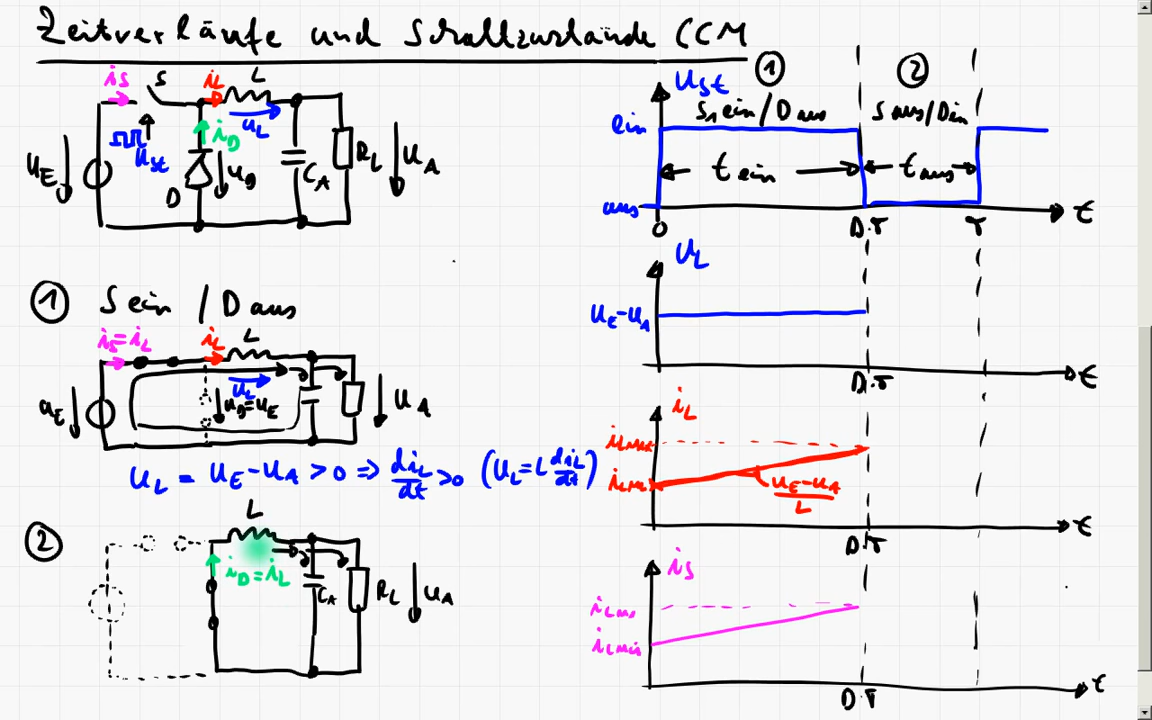 Zeitverläufe und Schaltzustände CCM
is S iL L
uL iD
uE ust D uD CA RL uA
① S ein / D aus
is=iL iL L
uE uL uD=uE uA
uL = uE-uA > 0 => diL/dt > 0 (uL = L diL/dt)
②
L
iD=iL CA RL uA
① ②
ust S ein/D aus S aus/D ein
ein
tein taus
aus
0 D·T T t
uL
uE-uA
D·T t
iL
iLmax
iLmin (uE-uA)/L
D·T t
is
iLmax
iLmin
D·T t